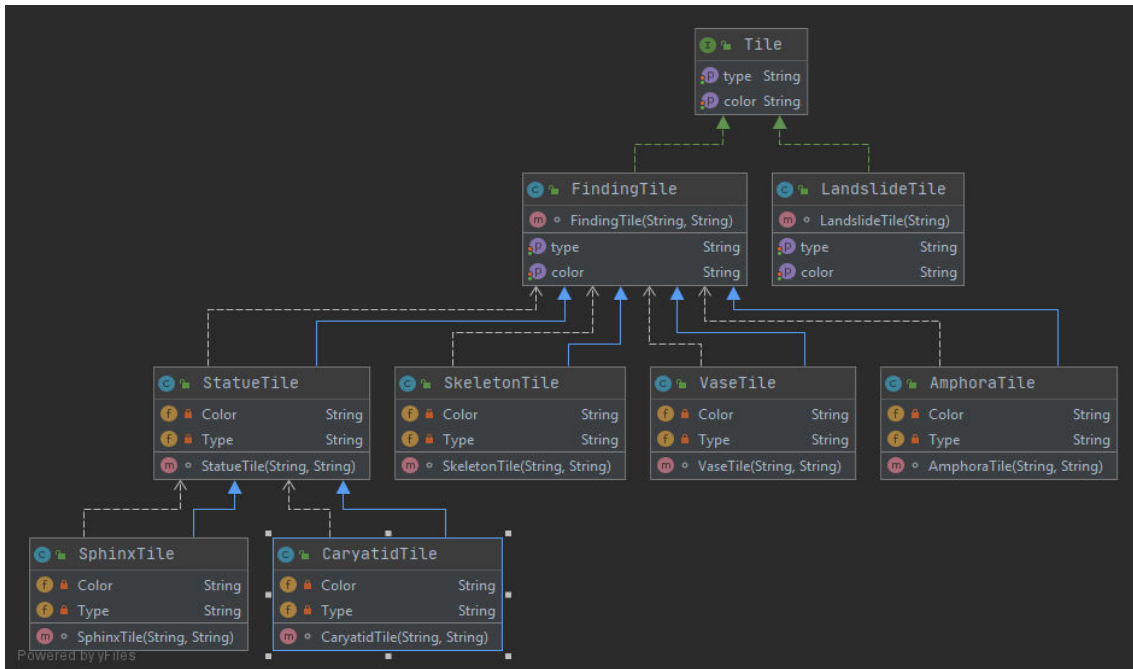 Tile
type String
color String
FindingTile
FindingTile(String, String)
type String
color String
LandslideTile
LandslideTile(String)
type String
color String
StatueTile
Color String
Type String
StatueTile(String, String)
SkeletonTile
Color String
Type String
SkeletonTile(String, String)
VaseTile
Color String
Type String
VaseTile(String, String)
AmphoraTile
Color String
Type String
AmphoraTile(String, String)
SphinxTile
Color String
Type String
SphinxTile(String, String)
CaryatidTile
Color String
Type String
CaryatidTile(String, String)
Powered by yFiles